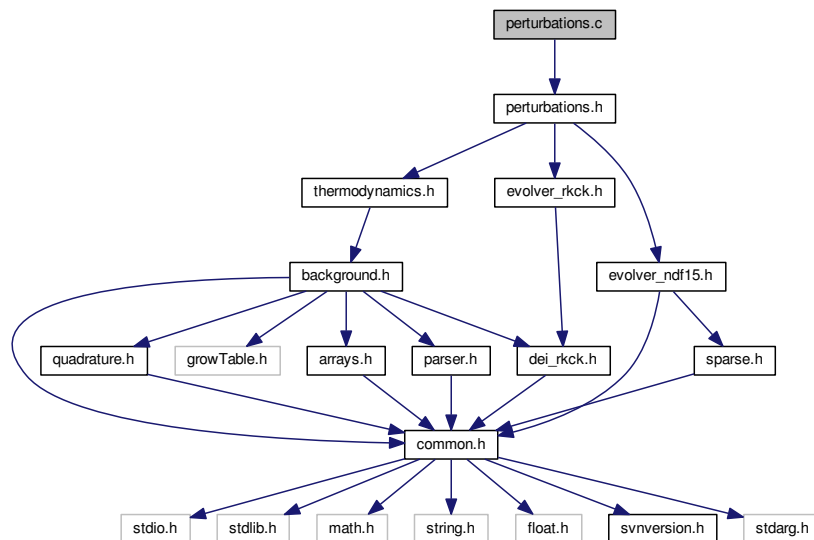 perturbations.c
perturbations.h
thermodynamics.h
evolver_rkck.h
background.h
evolver_ndf15.h
quadrature.h
growTable.h
arrays.h
parser.h
dei_rkck.h
sparse.h
common.h
stdio.h
stdlib.h
math.h
string.h
float.h
svnversion.h
stdarg.h